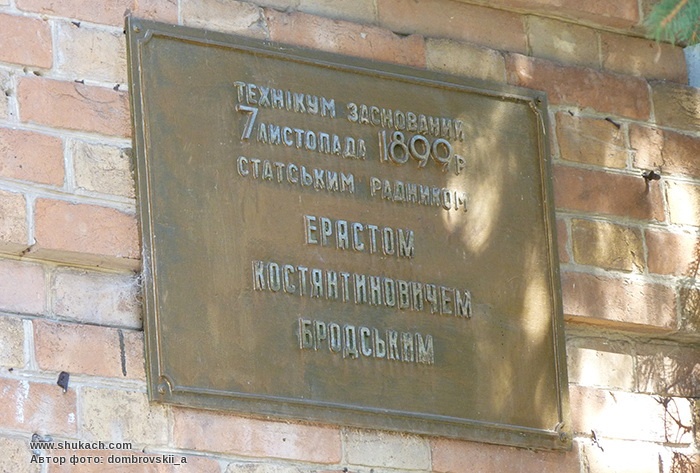 ТЕХНІКУМ ЗАСНОВАНИЙ
7 ЛИСТОПАДА 1899 Р
СТАТСЬКИМ РАДНИКОМ
ЕРАСТОМ
КОСТЯНТИНОВИЧЕМ
БРОДСЬКИМ
www.shukach.com
Автор фото: dombrovskii_a